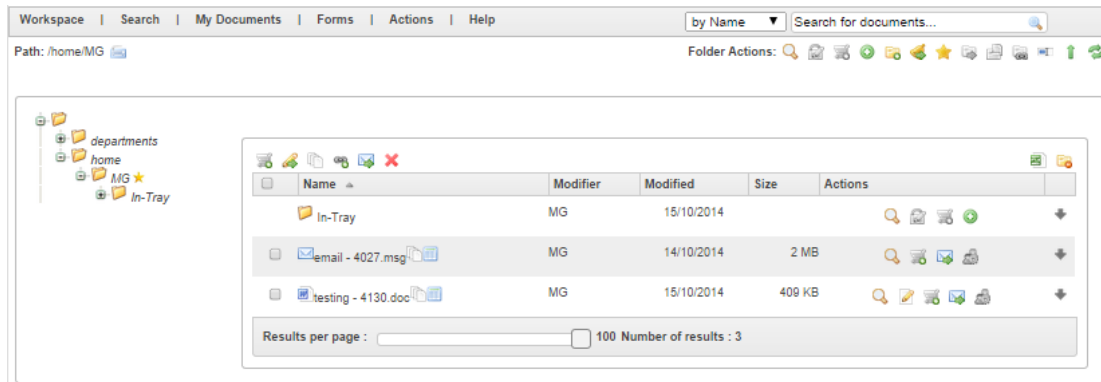 Workspace | Search | My Documents | Forms | Actions | Help by Name Search for documents...
Path: /home/MG Folder Actions:
departments
home
MG
In-Tray
Name Modifier Modified Size Actions
In-Tray MG 15/10/2014
email - 4027.msg MG 14/10/2014 2 MB
testing - 4130.doc MG 15/10/2014 409 KB
Results per page : 100 Number of results : 3